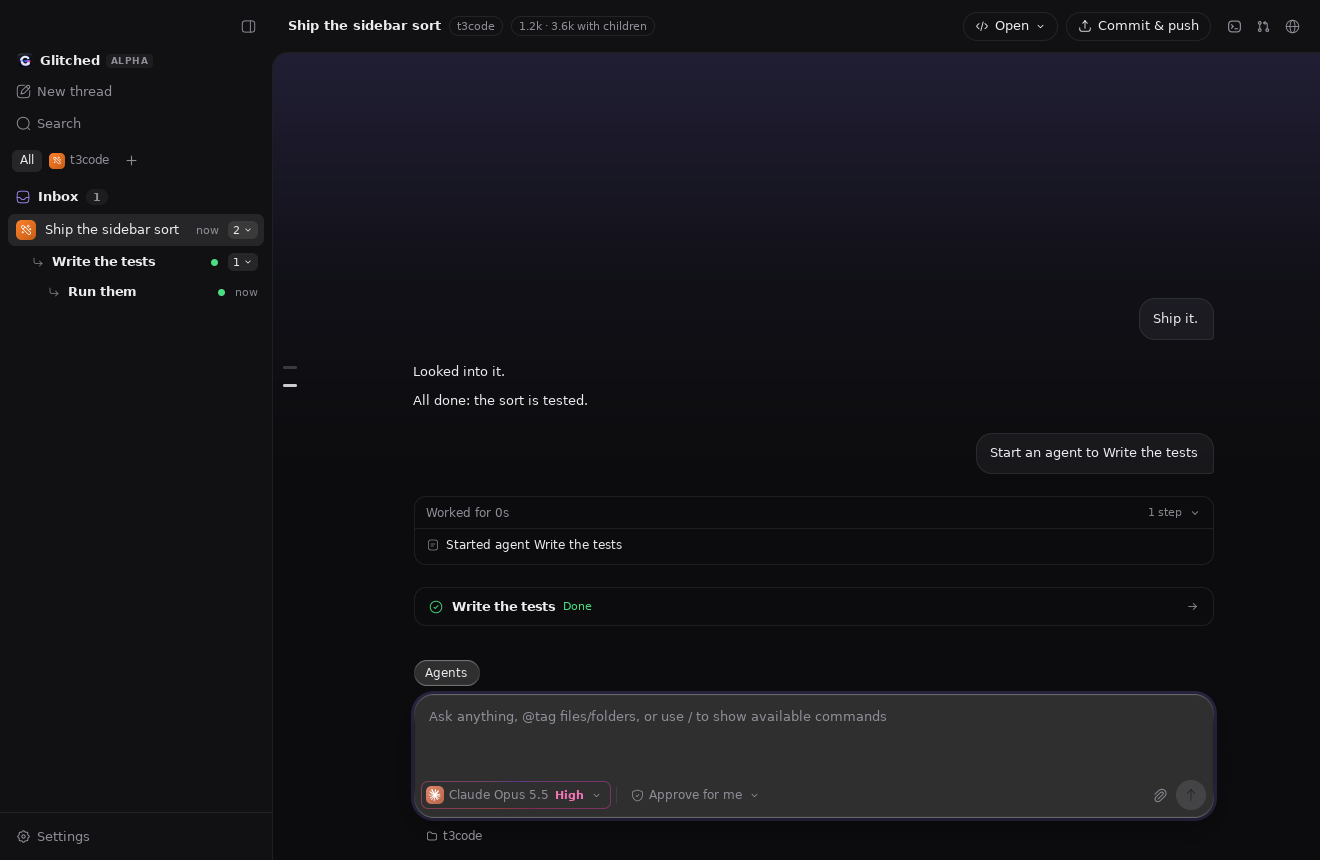 Ship the sidebar sort t3code 1.2k · 3.6k with children Open Commit & push
Glitched ALPHA
New thread
Search
All t3code +
Inbox 1
Ship the sidebar sort now 2
Write the tests 1
Run them now
Settings
Ship it.
Looked into it.
All done: the sort is tested.
Start an agent to Write the tests
Worked for 0s 1 step
Started agent Write the tests
Write the tests Done
Agents
Ask anything, @tag files/folders, or use / to show available commands
Claude Opus 5.5 High Approve for me
t3code